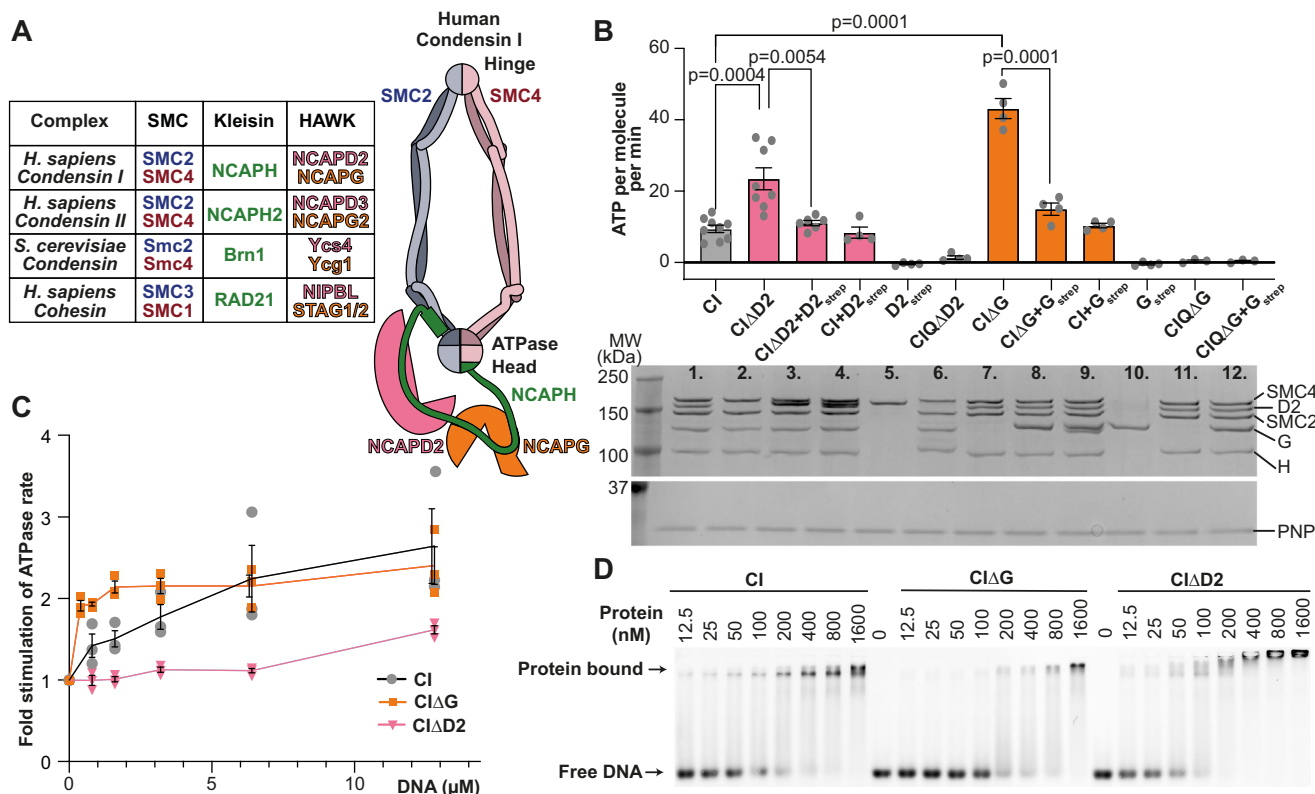 A
Human
Condensin I
Hinge
SMC2
SMC4
Complex SMC Kleisin HAWK
H. sapiens
Condensin I
SMC2
SMC4
NCAPH
NCAPD2
NCAPG
H. sapiens
Condensin II
SMC2
SMC4
NCAPH2
NCAPD3
NCAPG2
S. cerevisiae
Condensin
Smc2
Smc4
Brn1
Ycs4
Ycg1
H. sapiens
Cohesin
SMC3
SMC1
RAD21
NIPBL
STAG1/2
ATPase
Head
NCAPH
NCAPD2
NCAPG
B
p=0.0001
p=0.0004
p=0.0054
p=0.0001
60
40
20
0
ATP per molecule
per min
CI
CIΔD2
CIΔD2+D2strep
CI+D2strep
D2strep
CIQΔD2
CIΔG
CIΔG+Gstrep
CI+Gstrep
Gstrep
CIQΔG
CIQΔG+Gstrep
MW
(kDa)
250
150
100
37
1. 2. 3. 4. 5. 6. 7. 8. 9. 10. 11. 12.
SMC4
D2
SMC2
G
H
PNP
C
Fold stimulation of ATPase rate
4
3
2
1
0
0 5 10
DNA (µM)
CI
CIΔG
CIΔD2
D
CI CIΔG CIΔD2
Protein
(nM)
12.5 25 50 100 200 400 800 1600
0 12.5 25 50 100 200 400 800 1600
0 12.5 25 50 100 200 400 800 1600
Protein bound
Free DNA